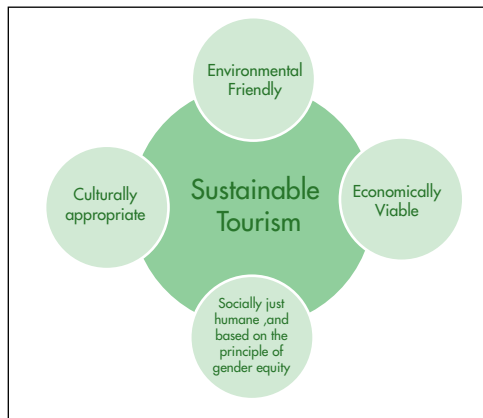 Environmental
Friendly
Culturally
appropriate
Sustainable
Tourism
Economically
Viable
Socially just
humane ,and
based on the
principle of
gender equity